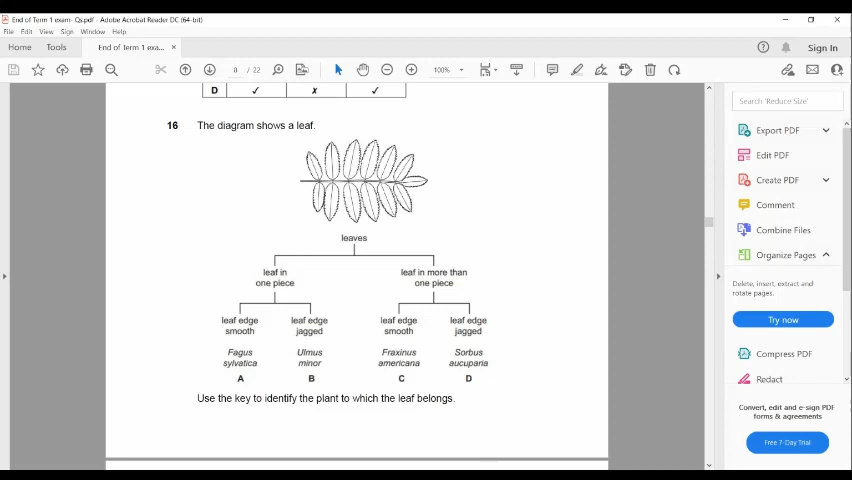 End of Term 1 exam- Qs.pdf - Adobe Acrobat Reader DC (64-bit)
File Edit View Sign Window Help
Home Tools End of Term 1 exa... × Sign In
8 / 22 100%
D ✓ ✗ ✓
Search 'Reduce Size'
Export PDF
Edit PDF
Create PDF
Comment
Combine Files
Organize Pages
Delete, insert, extract and
rotate pages.
Try now
Compress PDF
Redact
Convert, edit and e-sign PDF
forms & agreements
Free 7-Day Trial
16 The diagram shows a leaf.
leaves
leaf in
one piece
leaf in more than
one piece
leaf edge
smooth
leaf edge
jagged
leaf edge
smooth
leaf edge
jagged
Fagus
sylvatica
Ulmus
minor
Fraxinus
americana
Sorbus
aucuparia
A B C D
Use the key to identify the plant to which the leaf belongs.